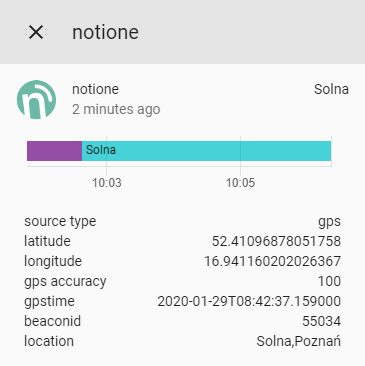 notione
notione Solna
2 minutes ago
Solna
10:03 10:05
source type gps
latitude 52.41096878051758
longitude 16.941160202026367
gps accuracy 100
gpstime 2020-01-29T08:42:37.159000
beaconid 55034
location Solna,Poznań